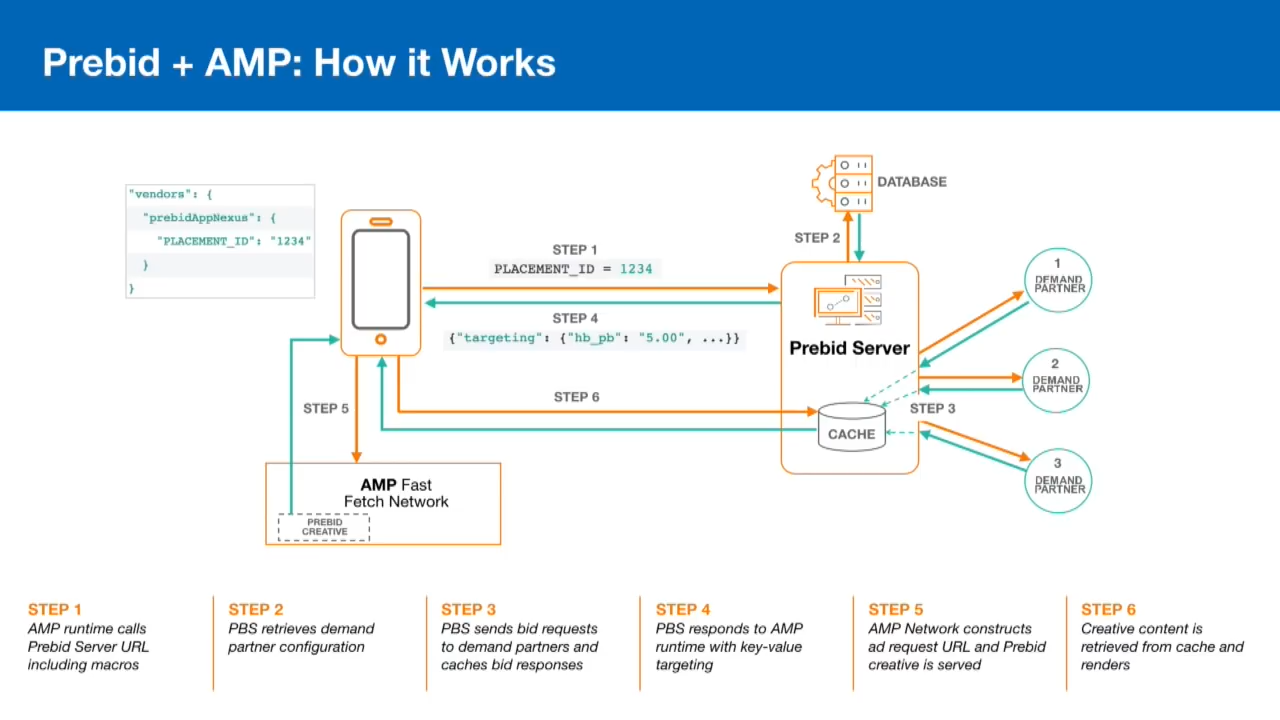 Prebid + AMP: How it Works
"vendors": {
"prebidAppNexus": {
"PLACEMENT_ID": "1234"
}
}
DATABASE
STEP 2
STEP 1
PLACEMENT_ID = 1234
STEP 4
{"targeting": {"hb_pb": "5.00", ...}}
Prebid Server
1
DEMAND
PARTNER
2
DEMAND
PARTNER
STEP 6
STEP 5
STEP 3
CACHE
3
DEMAND
PARTNER
AMP Fast
Fetch Network
PREBID
CREATIVE
STEP 1
AMP runtime calls
Prebid Server URL
including macros
STEP 2
PBS retrieves demand
partner configuration
STEP 3
PBS sends bid requests
to demand partners and
caches bid responses
STEP 4
PBS responds to AMP
runtime with key-value
targeting
STEP 5
AMP Network constructs
ad request URL and Prebid
creative is served
STEP 6
Creative content is
retrieved from cache and
renders